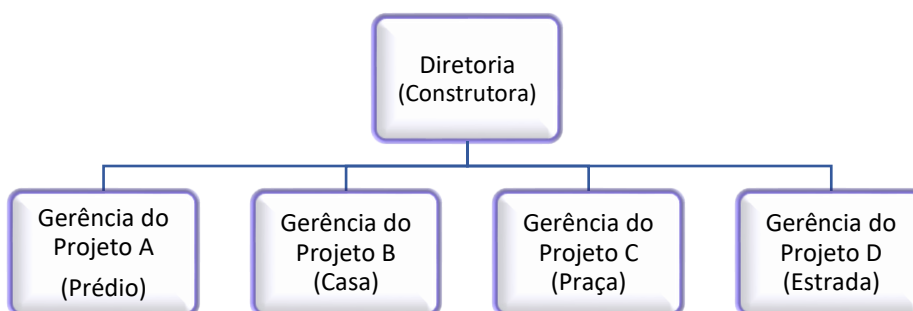 Diretoria
(Construtora)
Gerência do
Projeto A
(Prédio)
Gerência do
Projeto B
(Casa)
Gerência do
Projeto C
(Praça)
Gerência do
Projeto D
(Estrada)